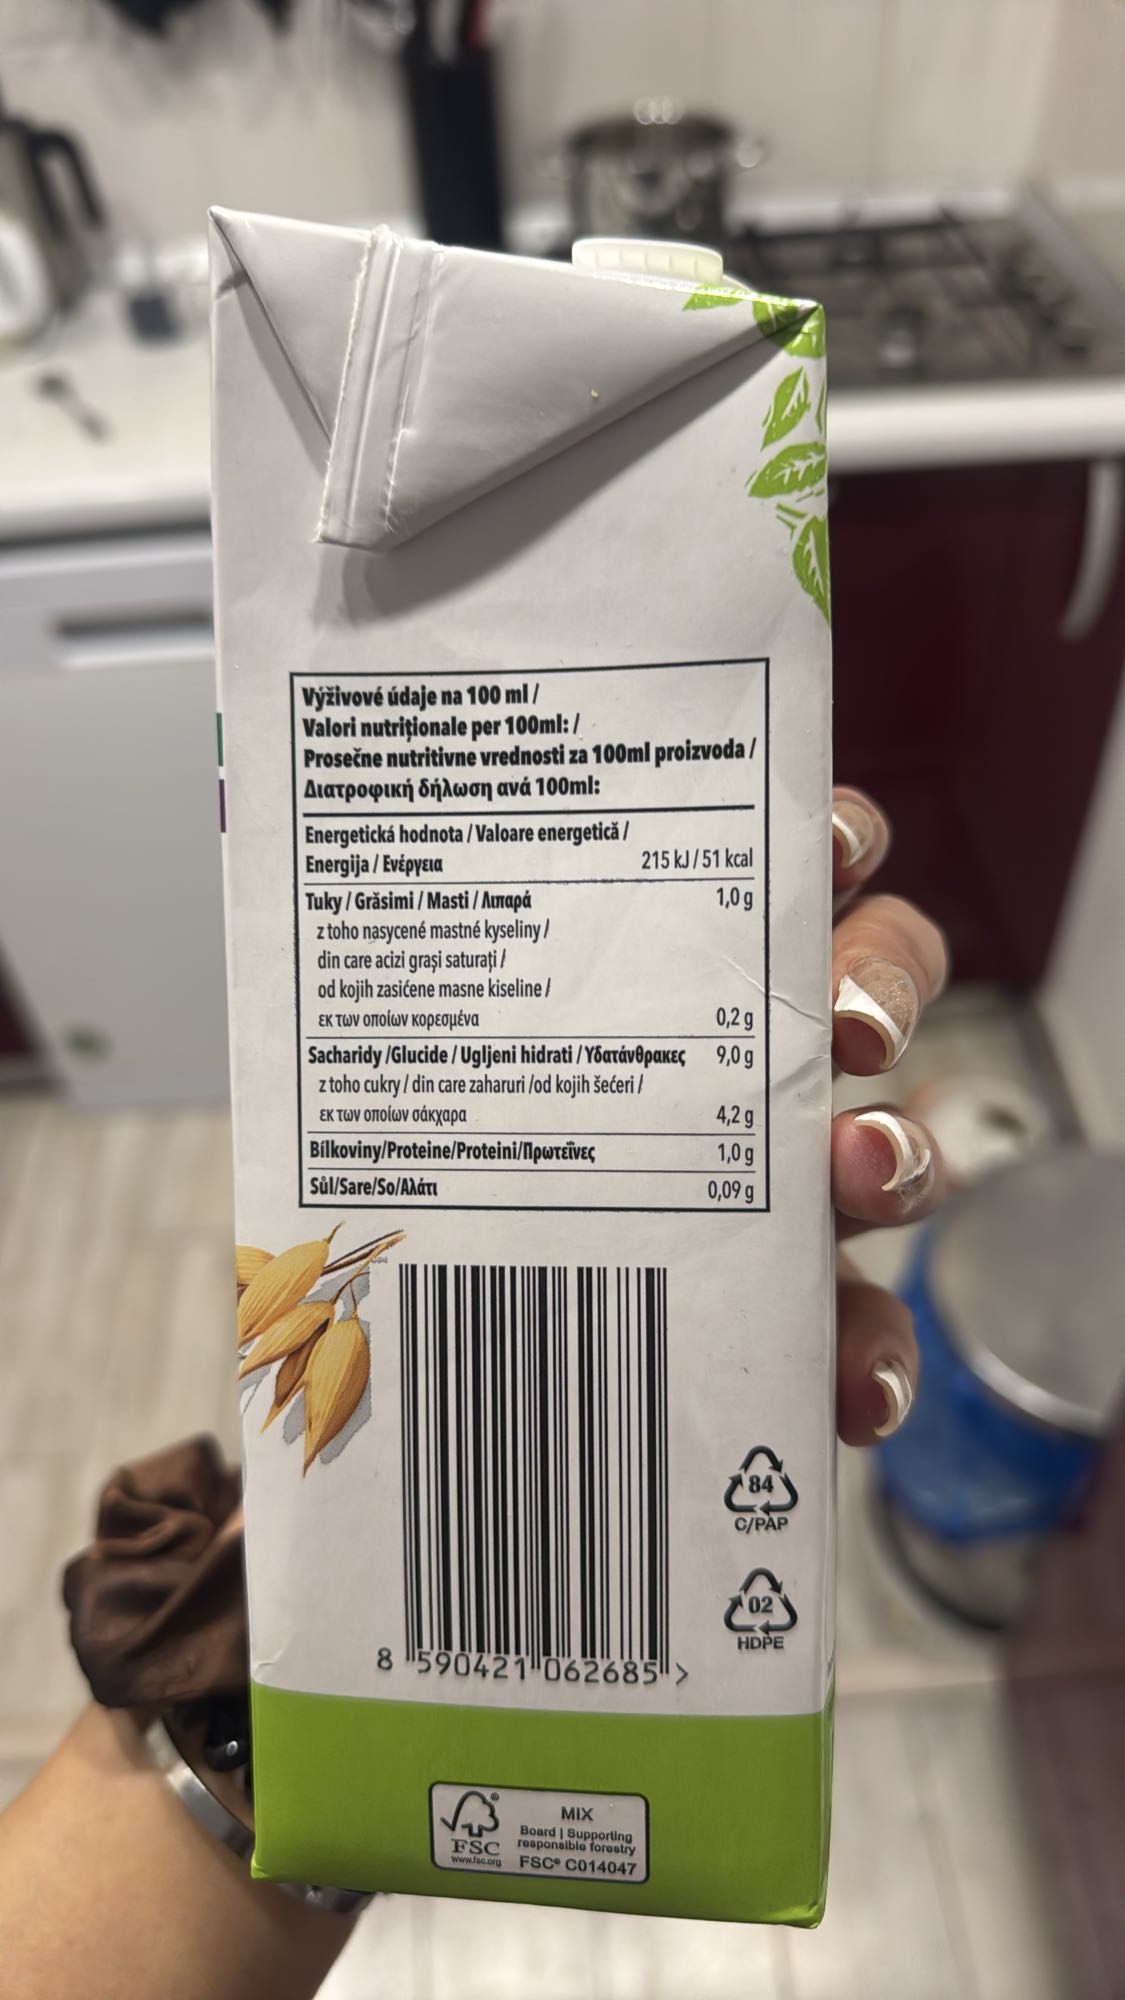 Výživové údaje na 100 ml /
Valori nutriționale per 100ml: /
Prosečne nutritivne vrednosti za 100ml proizvoda /
Διατροφική δήλωση ανά 100ml:
Energetická hodnota / Valoare energetică /
Energija / Ενέργεια 215 kJ / 51 kcal
Tuky / Grăsimi / Masti / Λιπαρά 1,0 g
z toho nasycené mastné kyseliny /
din care acizi grași saturați /
od kojih zasićene masne kiseline /
εκ των οποίων κορεσμένα 0,2 g
Sacharidy /Glucide / Ugljeni hidrati / Υδατάνθρακες 9,0 g
z toho cukry / din care zaharuri /od kojih šećeri /
εκ των οποίων σάκχαρα 4,2 g
Bílkoviny/Proteine/Proteini/Πρωτεΐνες 1,0 g
Sůl/Sare/So/Αλάτι 0,09 g
84
C/PAP
02
HDPE
8 590421 062685 >
FSC®
www.fsc.org
MIX
Board | Supporting
responsible forestry
FSC® C014047